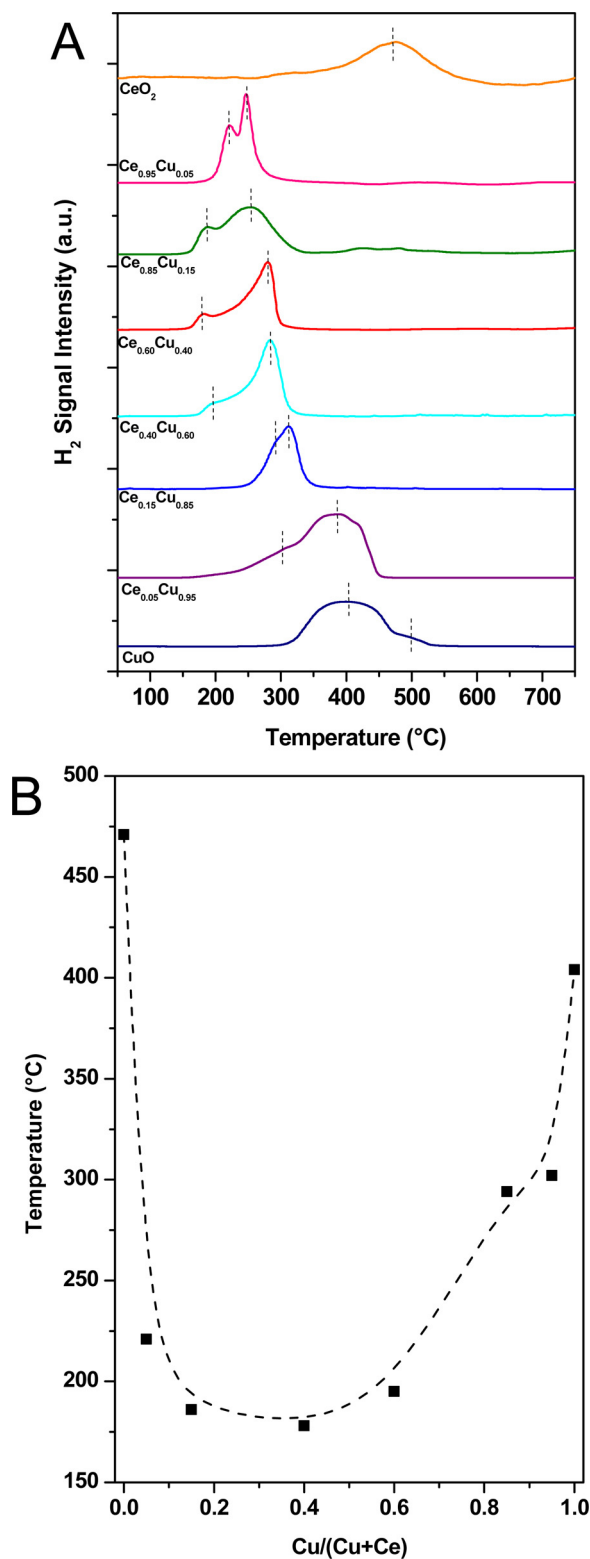 A
H₂ Signal Intensity (a.u.)
CeO₂
Ce₀.₉₅Cu₀.₀₅
Ce₀.₈₅Cu₀.₁₅
Ce₀.₆₀Cu₀.₄₀
Ce₀.₄₀Cu₀.₆₀
Ce₀.₁₅Cu₀.₈₅
Ce₀.₀₅Cu₀.₉₅
CuO
100 200 300 400 500 600 700
Temperature (°C)
B
Temperature (°C)
500
450
400
350
300
250
200
150
0.0 0.2 0.4 0.6 0.8 1.0
Cu/(Cu+Ce)